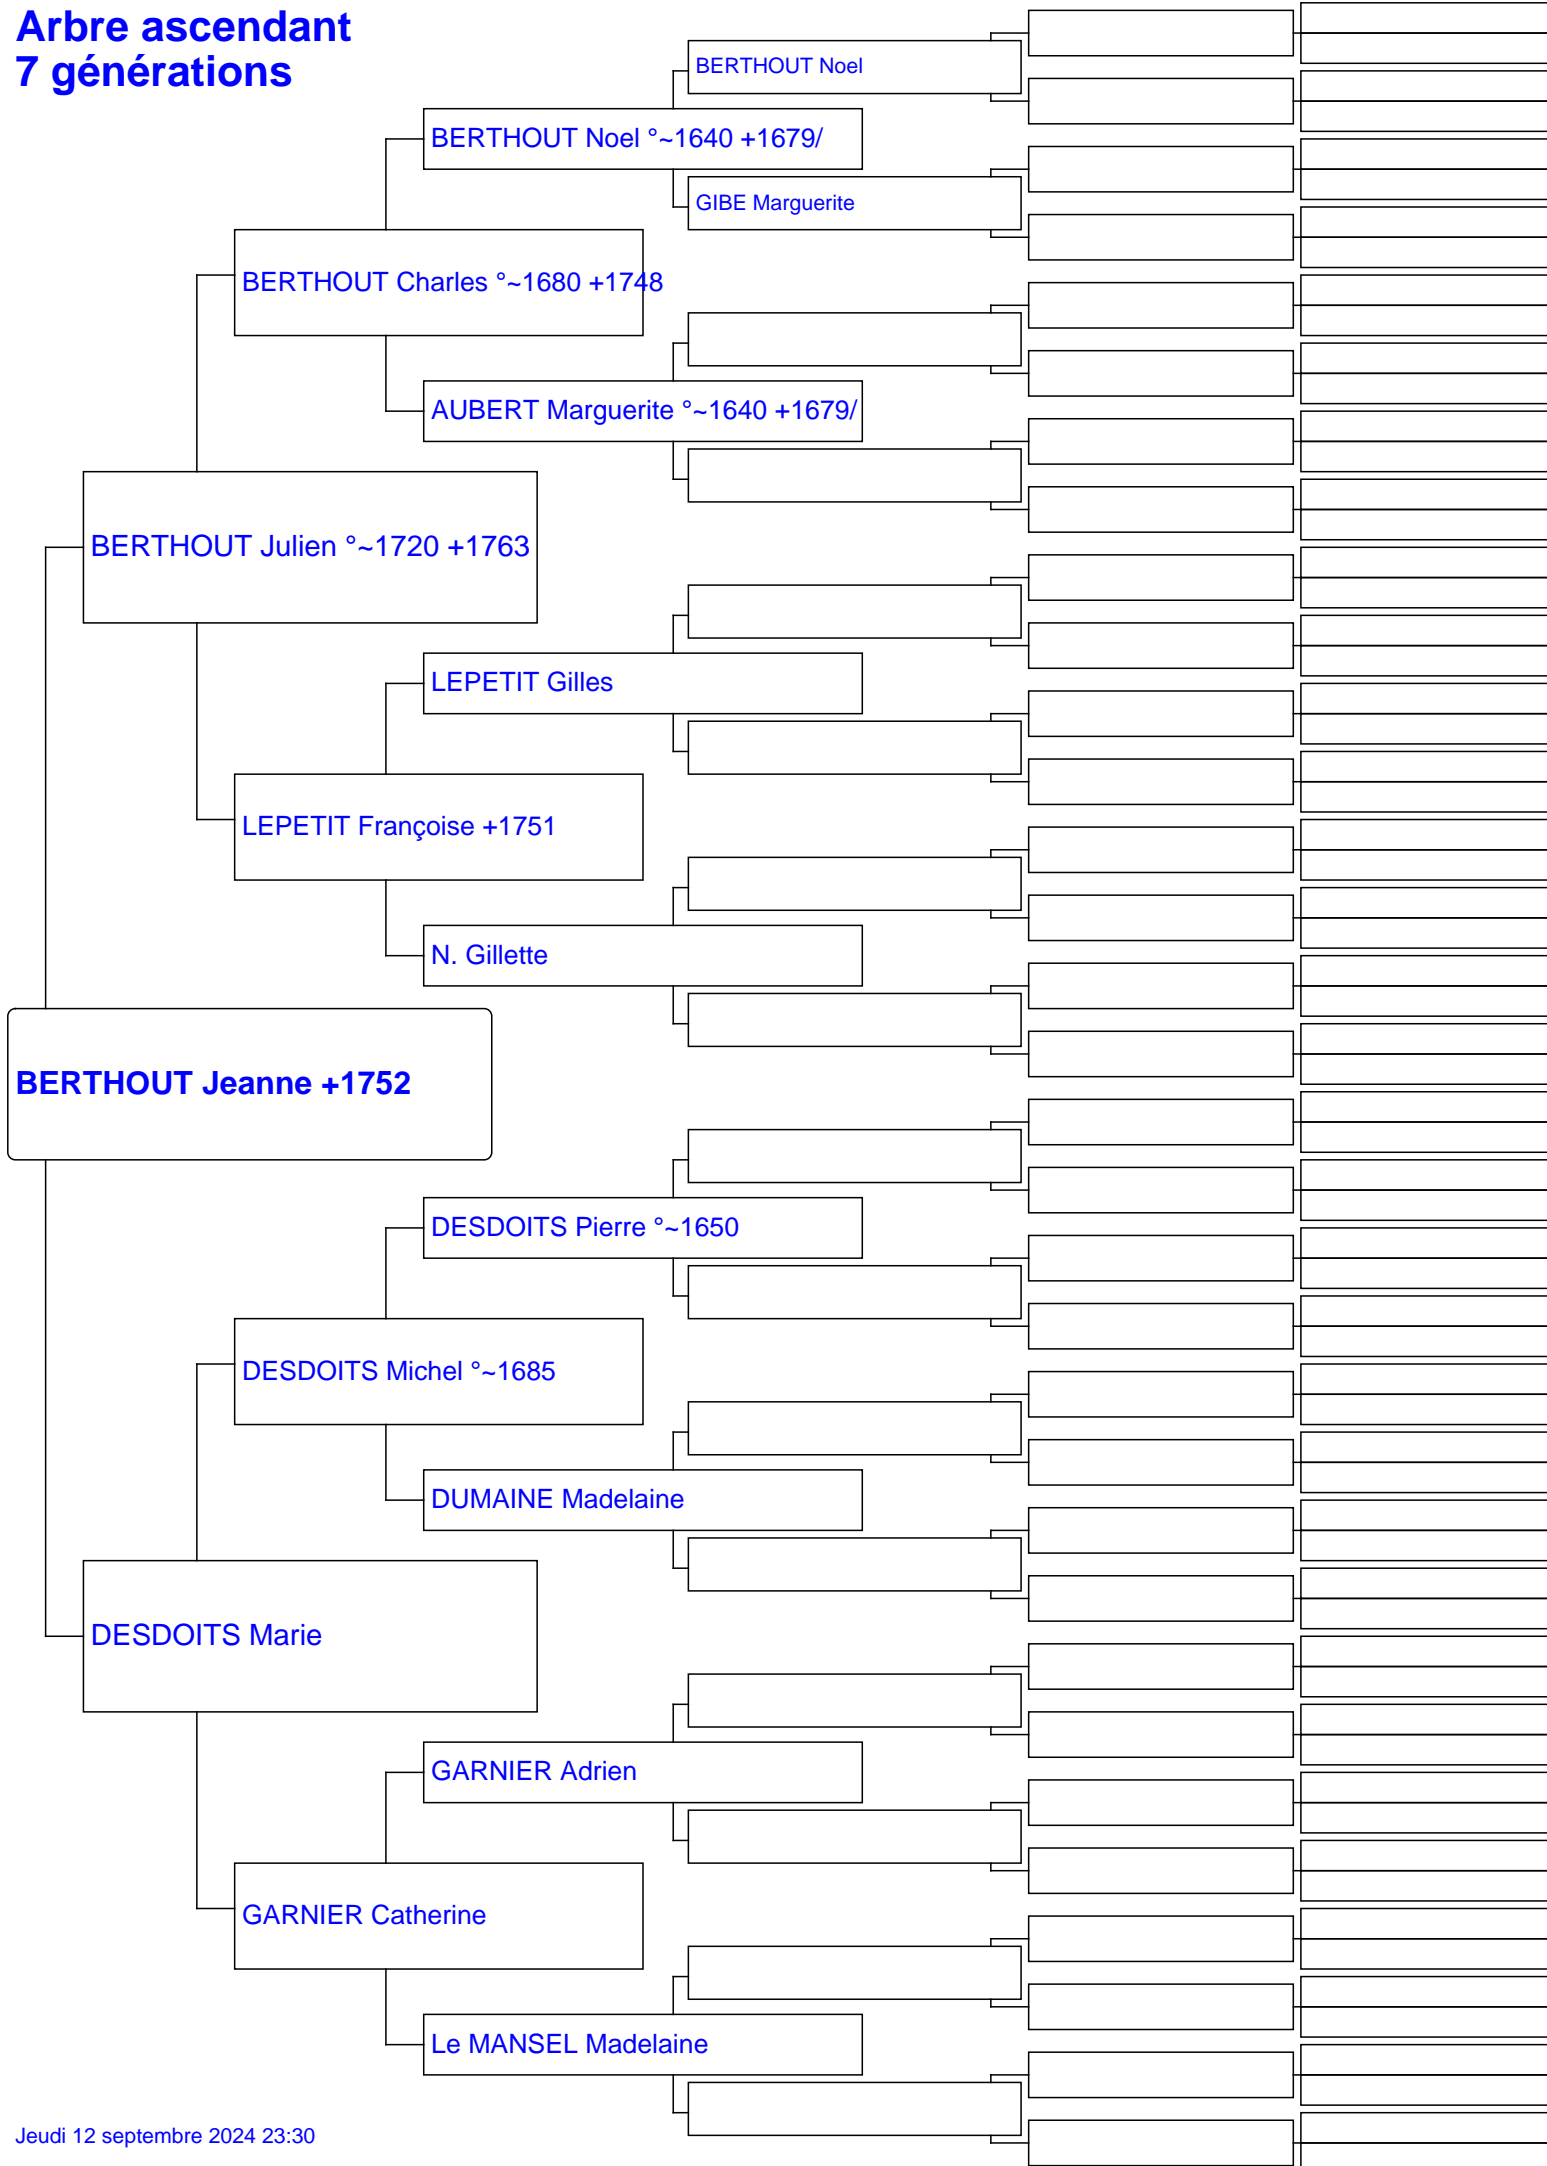 Arbre ascendant
7 générations
BERTHOUT Noel
BERTHOUT Noel °~1640 +1679/
GIBE Marguerite
BERTHOUT Charles °~1680 +1748
AUBERT Marguerite °~1640 +1679/
BERTHOUT Julien °~1720 +1763
LEPETIT Gilles
LEPETIT Françoise +1751
N. Gillette
BERTHOUT Jeanne +1752
DESDOITS Pierre °~1650
DESDOITS Michel °~1685
DUMAINE Madelaine
DESDOITS Marie
GARNIER Adrien
GARNIER Catherine
Le MANSEL Madelaine
Jeudi 12 septembre 2024 23:30